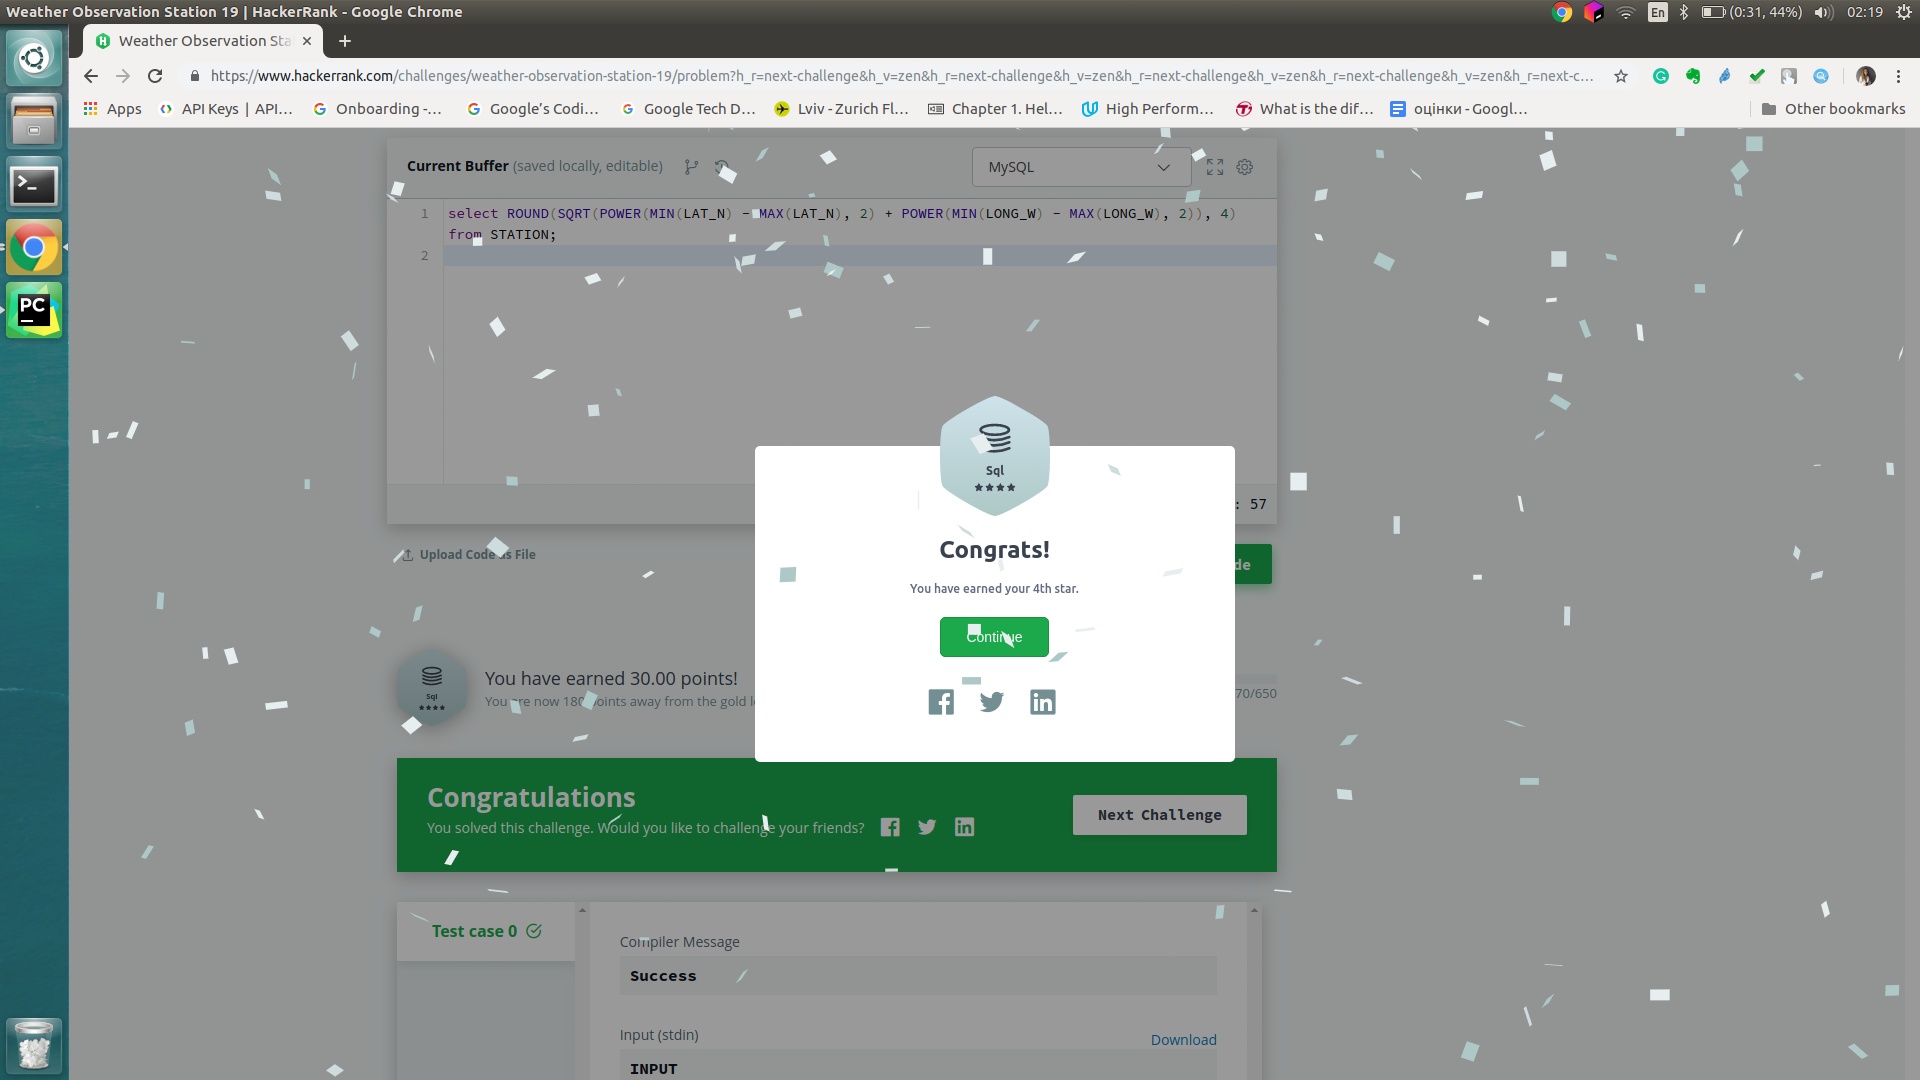 Weather Observation Station 19 | HackerRank - Google Chrome
En (0:31, 44%) 02:19
Weather Observation Sta
https://www.hackerrank.com/challenges/weather-observation-station-19/problem?h_r=next-challenge&h_v=zen&h_r=next-challenge&h_v=zen&h_r=next-challenge&h_v=zen&h_r=next-challenge&h_v=zen&h_r=next-c...
Apps API Keys | API... Onboarding -... Google's Codi... Google Tech D... Lviv - Zurich Fl... Chapter 1. Hel... High Perform... What is the dif... оцінки - Googl... Other bookmarks
Current Buffer (saved locally, editable) MySQL
1 select ROUND(SQRT(POWER(MIN(LAT_N) - MAX(LAT_N), 2) + POWER(MIN(LONG_W) - MAX(LONG_W), 2)), 4)
from STATION;
2
: 57
Upload Code as File
de
Sql
Congrats!
You have earned your 4th star.
Continue
PC
Sql
You have earned 30.00 points!
You are now 180 points away from the gold l
70/650
Congratulations
You solved this challenge. Would you like to challenge your friends?
Next Challenge
Test case 0
Compiler Message
Success
Input (stdin)
Download
INPUT